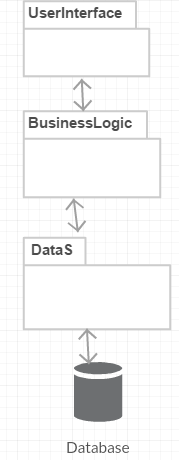 UserInterface
BusinessLogic
DataS
Database